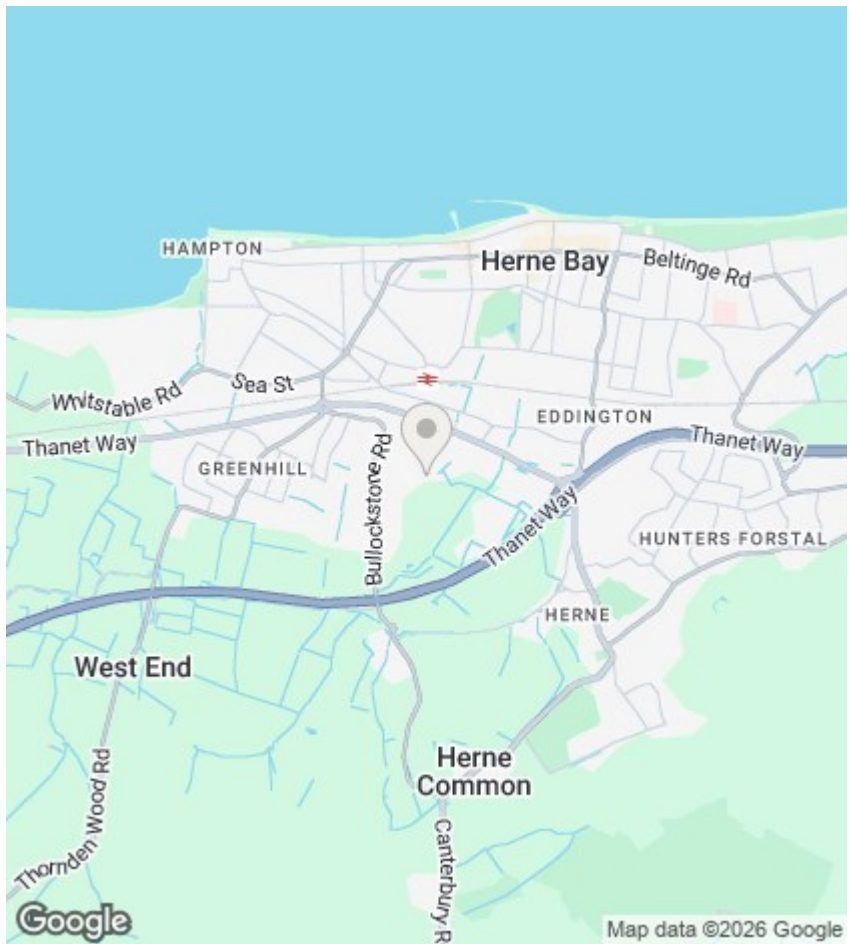 HAMPTON
Herne Bay
Beltinge Rd
Whitstable Rd
Sea St
Thanet Way
EDDINGTON
Thanet Way
GREENHILL
Bullockstone Rd
Thanet Way
HUNTERS FORSTAL
HERNE
West End
Herne
Common
Thornden Wood Rd
Canterbury R
Google
Map data ©2026 Google